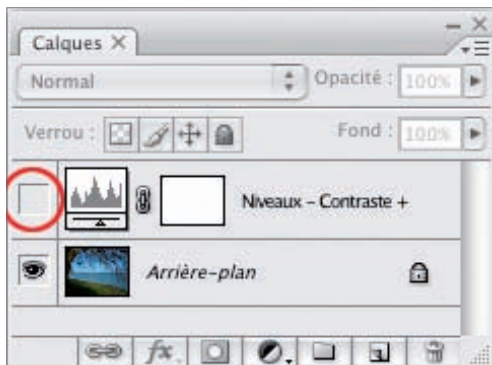 Calques
Normal Opacité : 100%
Verrou : Fond : 100%
Niveaux - Contraste +
Arrière-plan
fx.